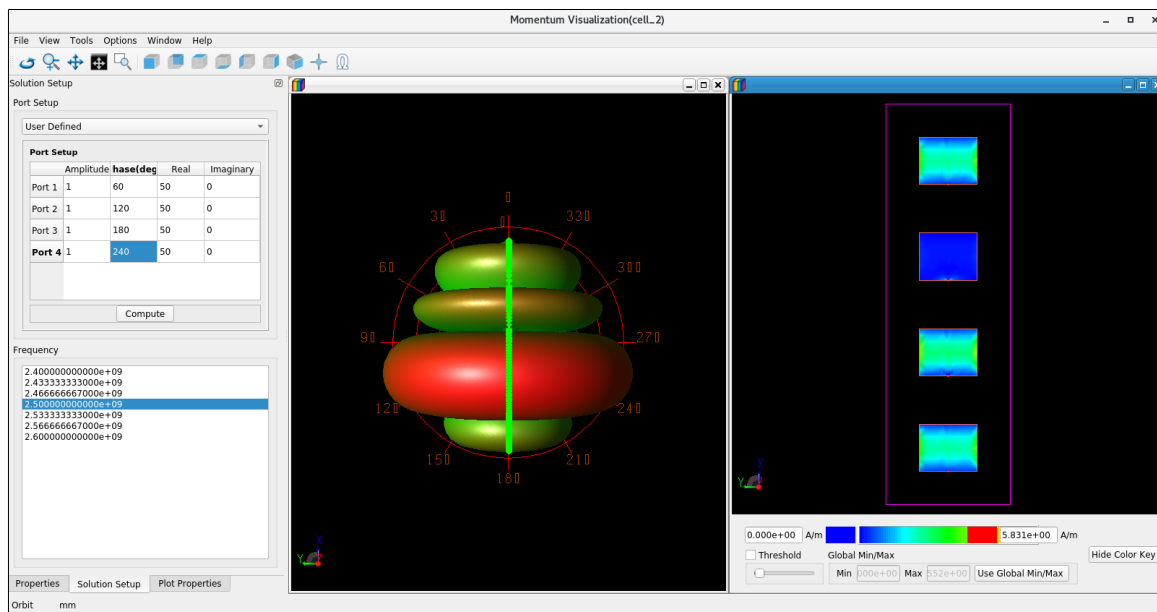 Momentum Visualization(cell_2)
File View Tools Options Window Help
Solution Setup
Port Setup
User Defined
Port Setup
Amplitude hase(deg Real Imaginary
Port 1 1 60 50 0
Port 2 1 120 50 0
Port 3 1 180 50 0
Port 4 1 240 50 0
Compute
Frequency
2.400000000000e+09
2.433333333000e+09
2.466666667000e+09
2.500000000000e+09
2.533333333000e+09
2.566666667000e+09
2.600000000000e+09
Properties Solution Setup Plot Properties
Orbit mm
0
0
30 330
60 300
90 270
120 240
150 210
180
Y X
Y X
0.000e+00 A/m 5.831e+00 A/m
Threshold Global Min/Max Hide Color Key
Min 000e+00 Max 552e+00 Use Global Min/Max